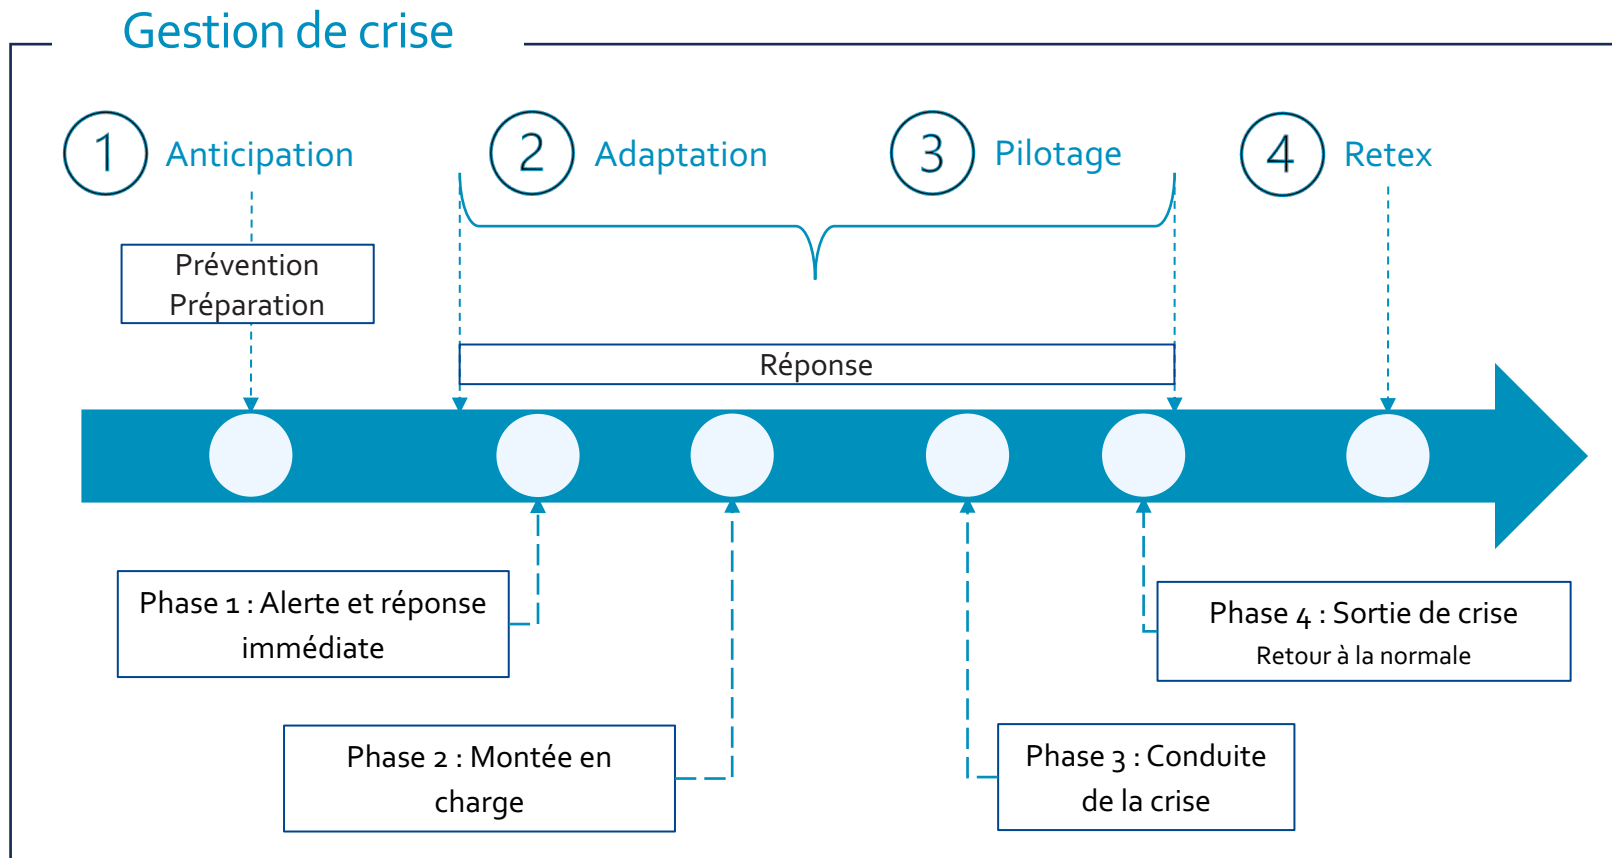 Gestion de crise
1 Anticipation
2 Adaptation
3 Pilotage
4 Retex
Prévention
Préparation
Réponse
Phase 1 : Alerte et réponse
immédiate
Phase 2 : Montée en
charge
Phase 3 : Conduite
de la crise
Phase 4 : Sortie de crise
Retour à la normale